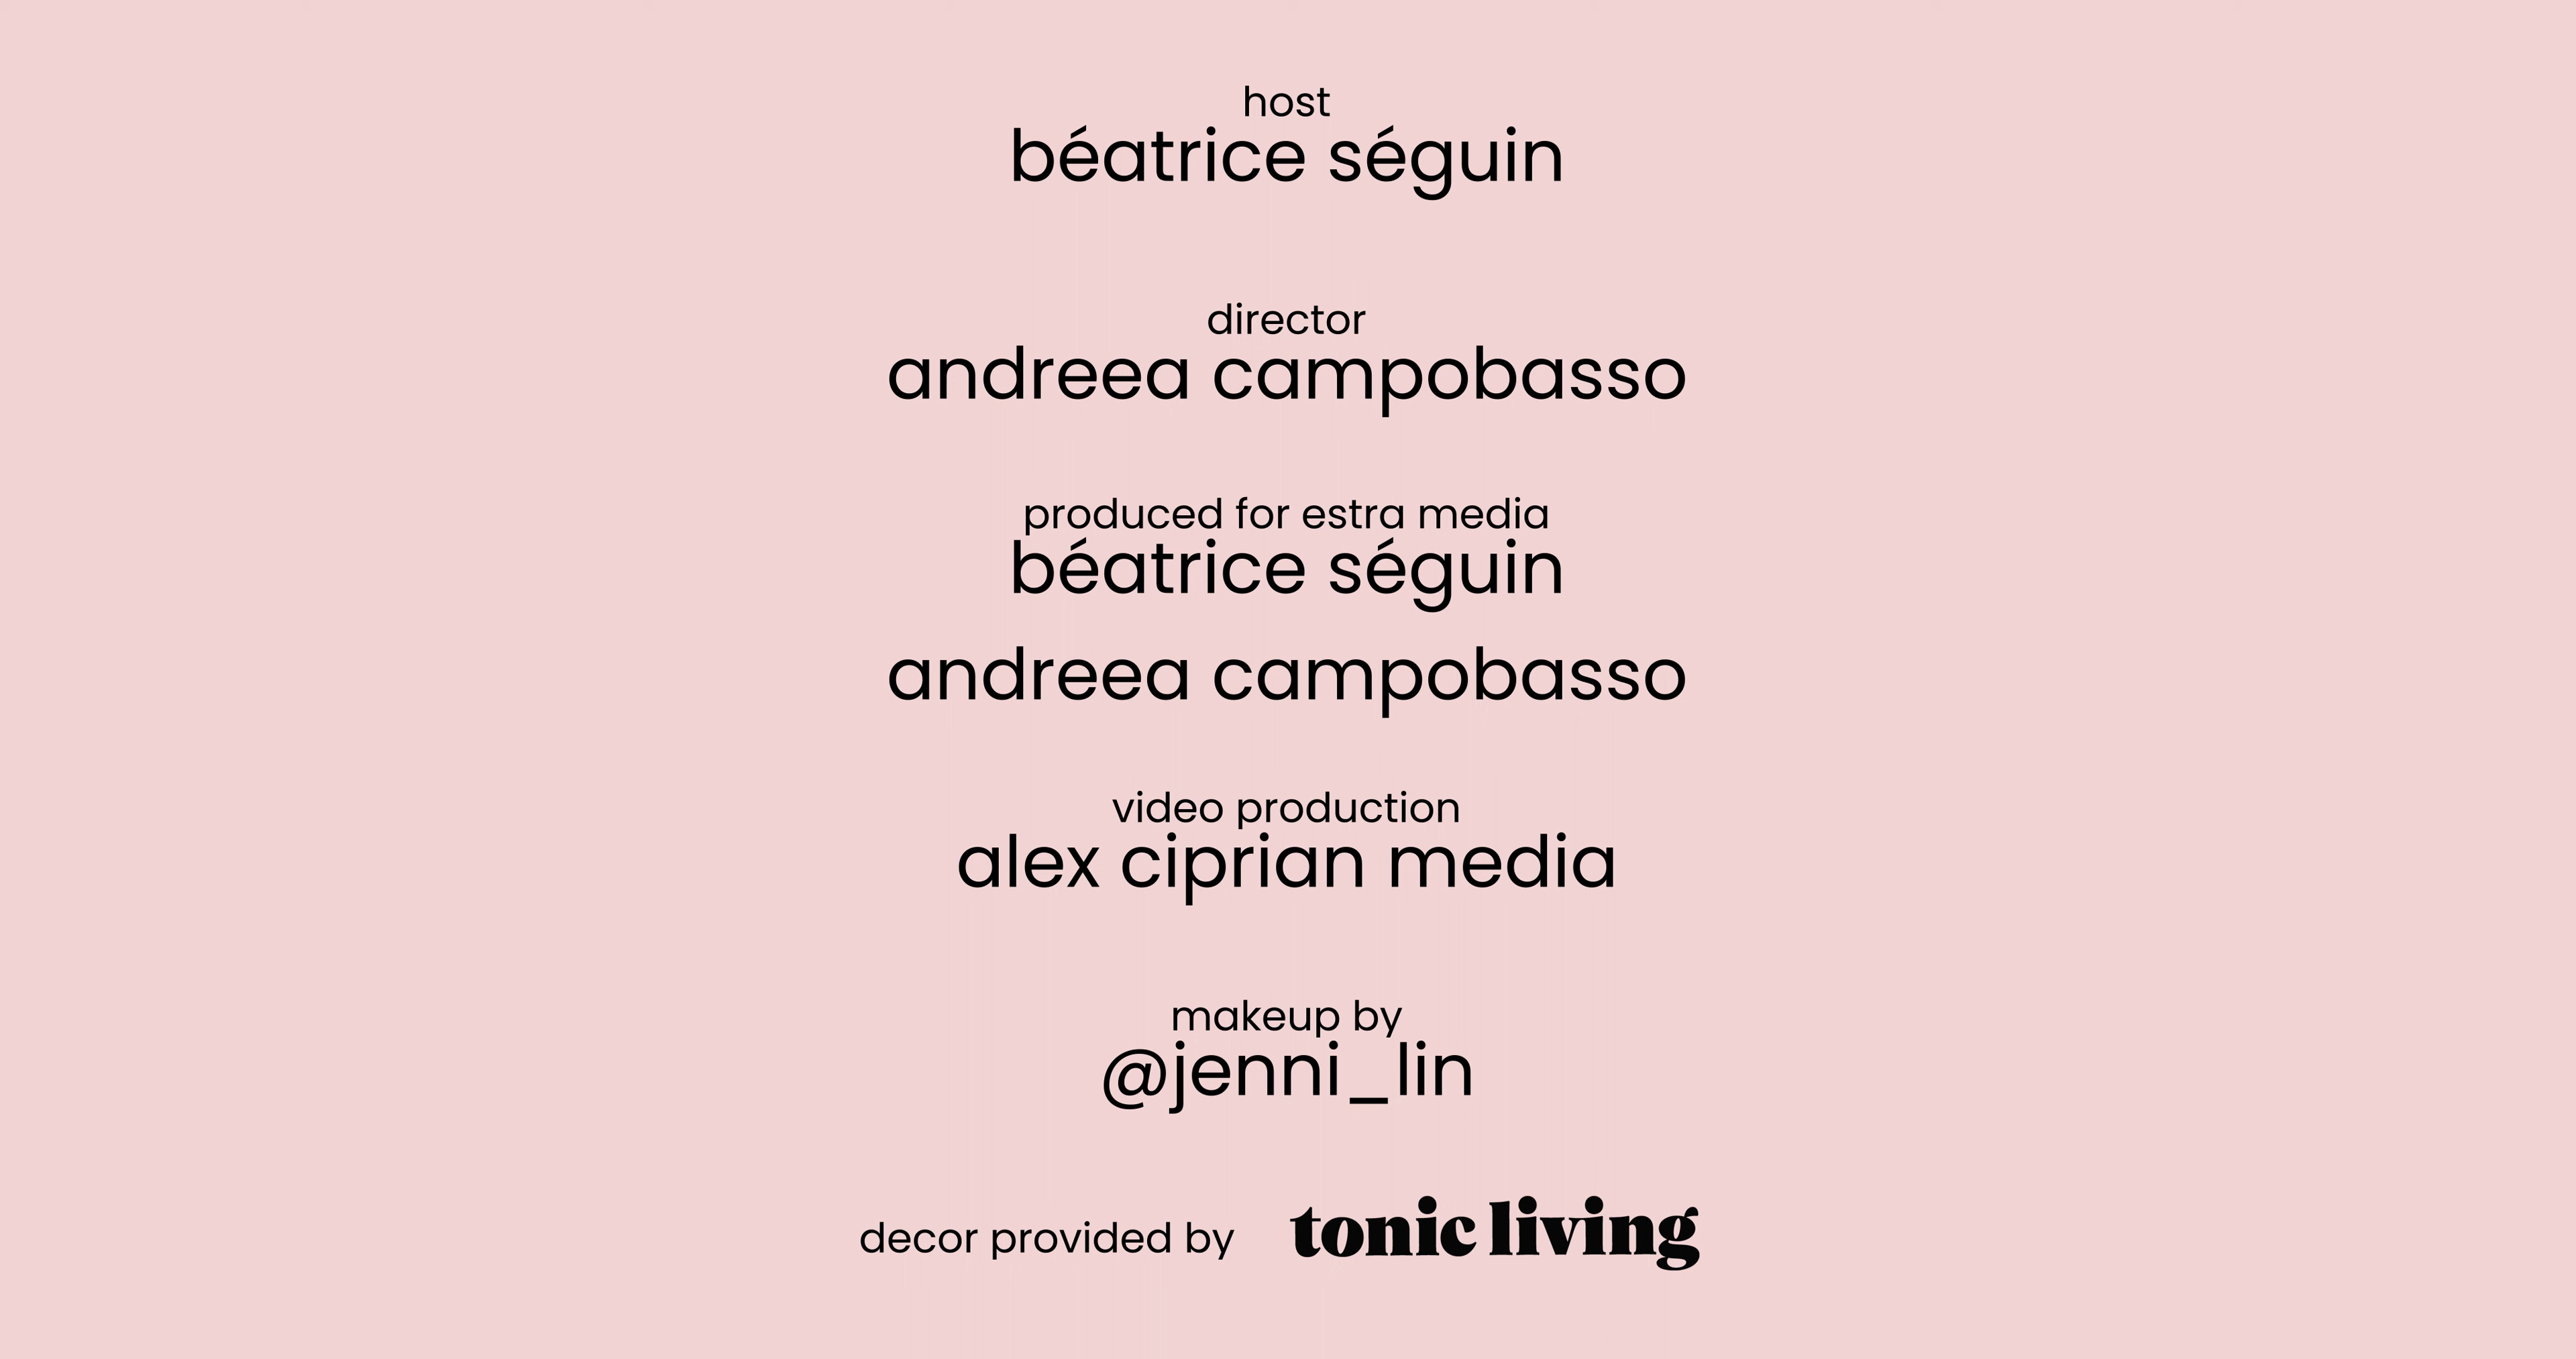 host
béatrice séguin
director
andreea campobasso
produced for estra media
béatrice séguin
andreea campobasso
video production
alex ciprian media
makeup by
@jenni_lin
decor provided by tonic living